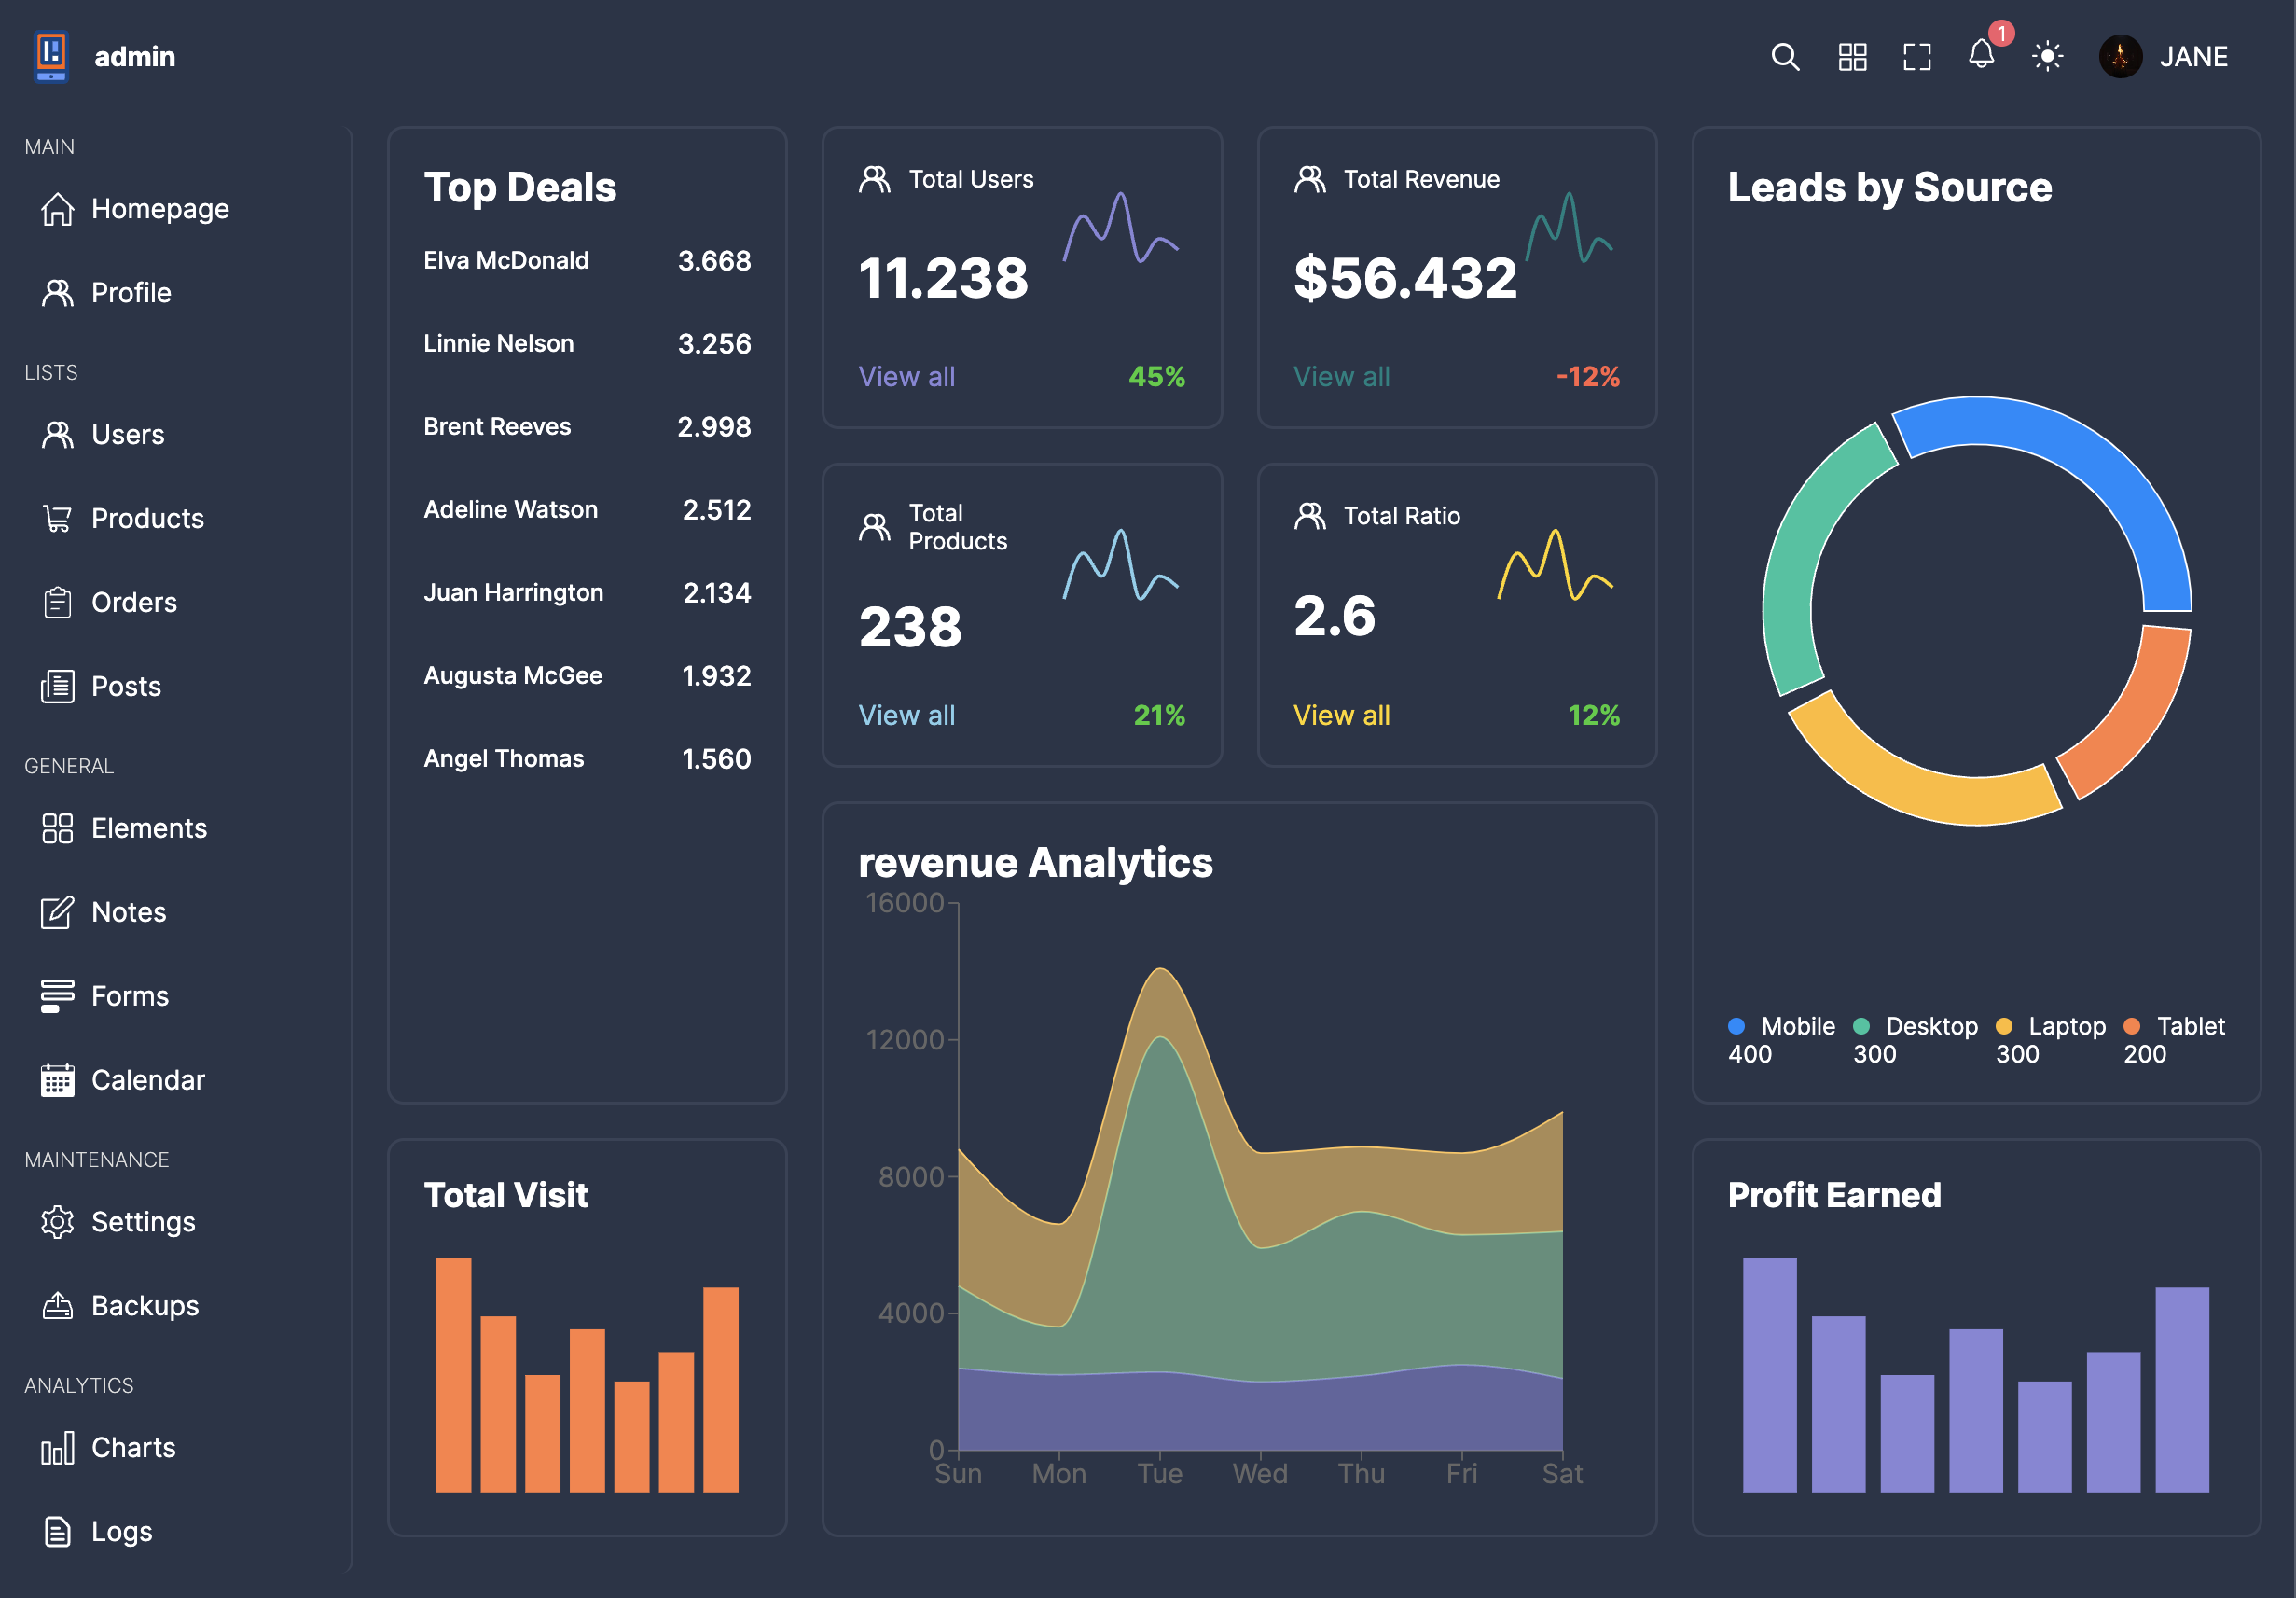 admin
1
JANE
MAIN
Homepage
Profile
LISTS
Users
Products
Orders
Posts
GENERAL
Elements
Notes
Forms
Calendar
MAINTENANCE
Settings
Backups
ANALYTICS
Charts
Logs
Top Deals
Elva McDonald 3.668
Linnie Nelson 3.256
Brent Reeves 2.998
Adeline Watson 2.512
Juan Harrington 2.134
Augusta McGee 1.932
Angel Thomas 1.560
Total Users
11.238
View all 45%
Total Revenue
$56.432
View all -12%
Total
Products
238
View all 21%
Total Ratio
2.6
View all 12%
Leads by Source
Mobile Desktop Laptop Tablet
400 300 300 200
Total Visit
revenue Analytics
16000
12000
8000
4000
0
Sun Mon Tue Wed Thu Fri Sat
Profit Earned